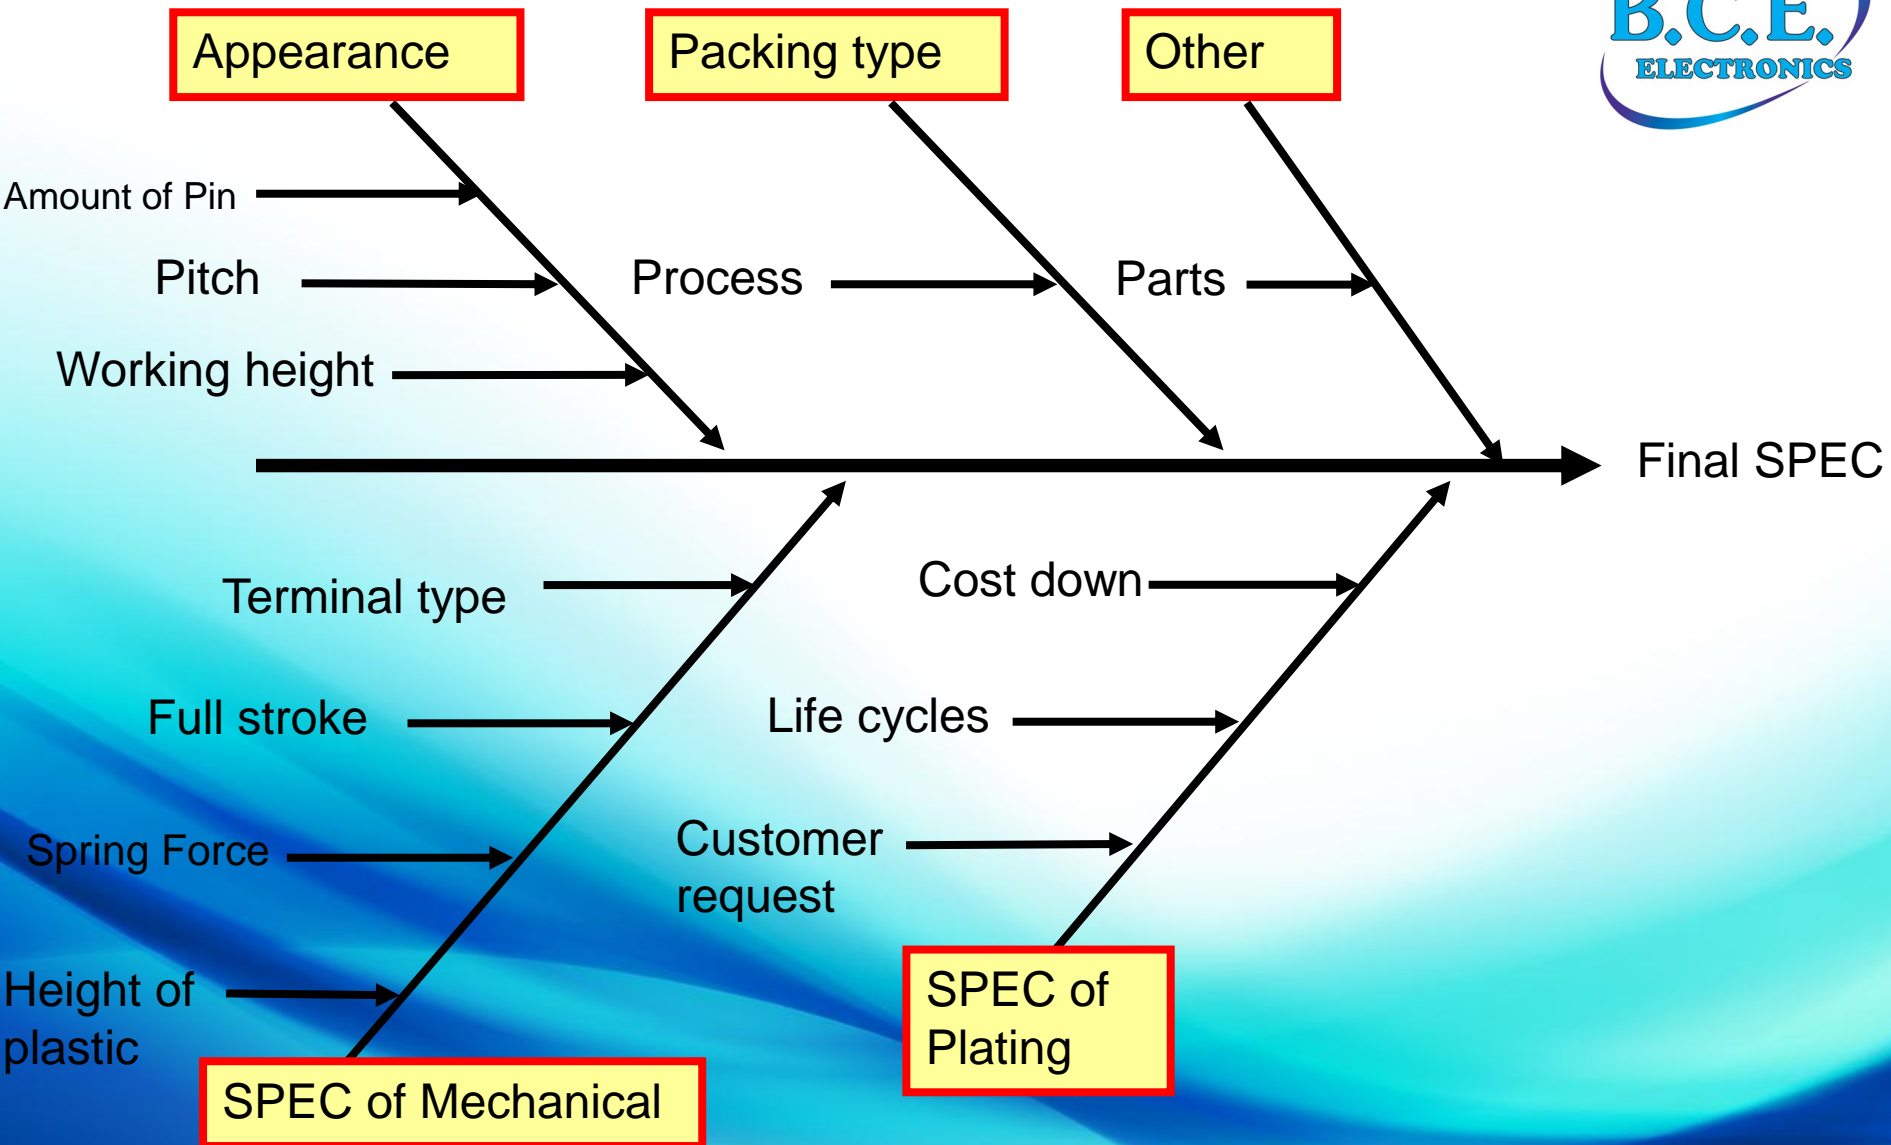 Appearance
Packing type
Other
B.C.E.
ELECTRONICS
Amount of Pin
Pitch
Process
Parts
Working height
Final SPEC
Terminal type
Cost down
Full stroke
Life cycles
Spring Force
Customer
request
Height of
plastic
SPEC of
Plating
SPEC of Mechanical